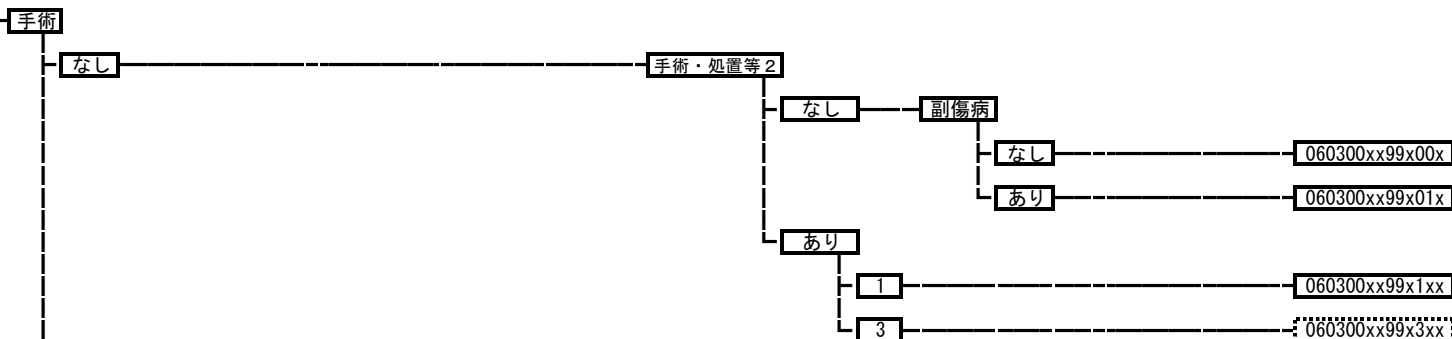 手術
なし 手術・処置等２
なし 副傷病
なし 060300xx99x00x
あり 060300xx99x01x
あり
1 060300xx99x1xx
3 060300xx99x3xx